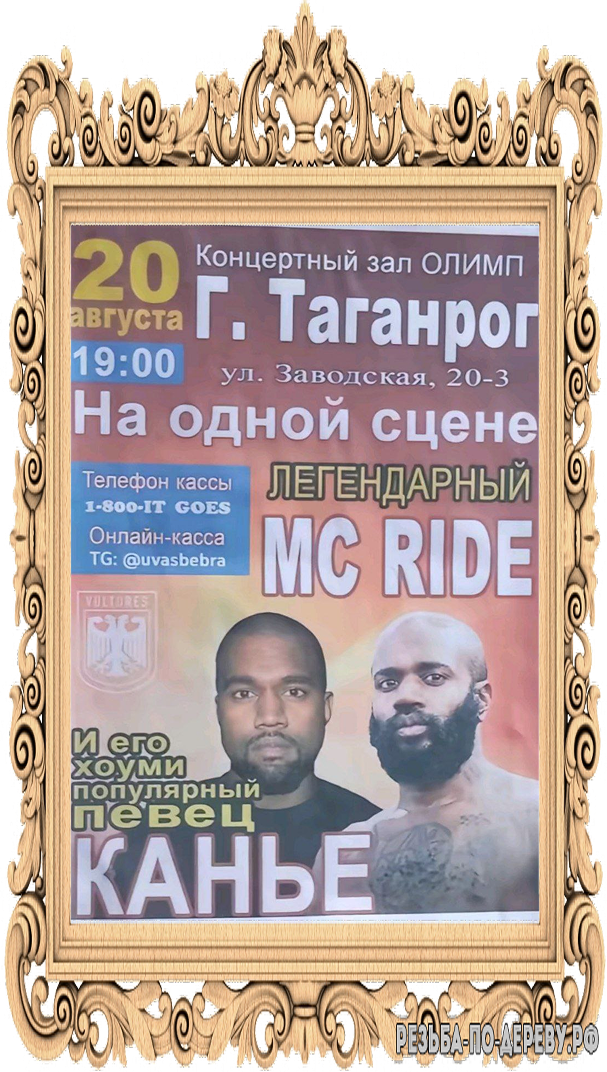 20
августа
19:00
Концертный зал ОЛИМП
Г. Таганрог
ул. Заводская, 20-3
На одной сцене
Телефон кассы
1-800-IT GOES
Онлайн-касса
TG: @uvasbebra
ЛЕГЕНДАРНЫЙ
MC RIDE
VULTURES
И его
хоуми
популярный
певец
КАНЬЕ
РЕЗЬБА-ПО-ДЕРЕВУ.РФ